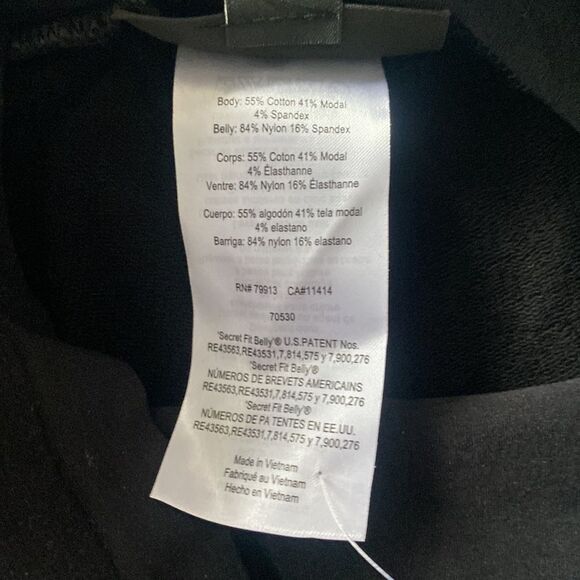 Body: 55% Cotton 41% Modal
4% Spandex
Belly: 84% Nylon 16% Spandex
Corps: 55% Coton 41% Modal
4% Élasthanne
Ventre: 84% Nylon 16% Élasthanne
Cuerpo: 55% algodón 41% tela modal
4% elastano
Barriga: 84% nylon 16% elastano
RN# 79913 CA#11414
70530
'Secret Fit Belly'® U.S.PATENT Nos.
RE43563,RE43531,7,814,575 y 7,900,276
'Secret Fit Belly'®
NÚMEROS DE BREVETS AMERICAINS
RE43563,RE43531,7,814,575 y 7,900,276
'Secret Fit Belly'®
NÚMEROS DE PA TENTES EN EE.UU.
RE43563,RE43531,7,814,575 y 7,900,276
Made in Vietnam
Fabriqué au Vietnam
Hecho en Vietnam